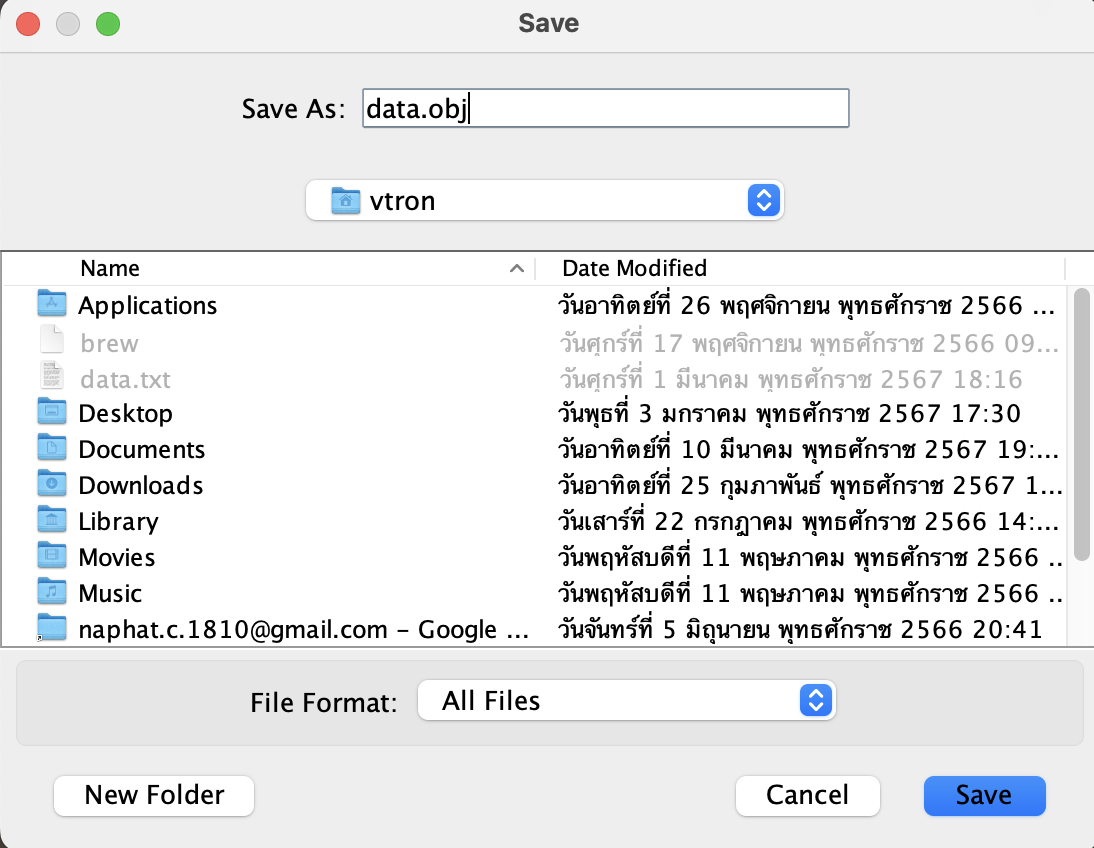 Save
Save As: data.obj
vtron
Name Date Modified
Applications วันอาทิตย์ที่ 26 พฤศจิกายน พุทธศักราช 2566 ...
brew วันศุกร์ที่ 17 พฤศจิกายน พุทธศักราช 2566 09...
data.txt วันศุกร์ที่ 1 มีนาคม พุทธศักราช 2567 18:16
Desktop วันพุธที่ 3 มกราคม พุทธศักราช 2567 17:30
Documents วันอาทิตย์ที่ 10 มีนาคม พุทธศักราช 2567 19:...
Downloads วันอาทิตย์ที่ 25 กุมภาพันธ์ พุทธศักราช 2567 1...
Library วันเสาร์ที่ 22 กรกฎาคม พุทธศักราช 2566 14:...
Movies วันพฤหัสบดีที่ 11 พฤษภาคม พุทธศักราช 2566 ..
Music วันพฤหัสบดีที่ 11 พฤษภาคม พุทธศักราช 2566 ..
naphat.c.1810@gmail.com – Google ... วันจันทร์ที่ 5 มิถุนายน พุทธศักราช 2566 20:41
File Format: All Files
New Folder Cancel Save